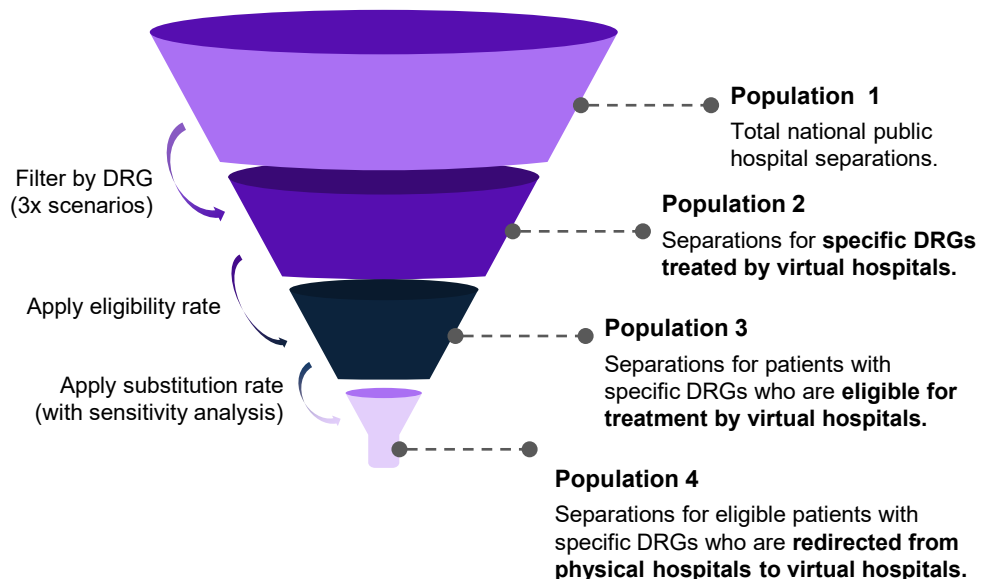 Population 1
Total national public
hospital separations.
Filter by DRG
(3x scenarios)
Population 2
Separations for specific DRGs
treated by virtual hospitals.
Apply eligibility rate
Population 3
Separations for patients with
specific DRGs who are eligible for
treatment by virtual hospitals.
Apply substitution rate
(with sensitivity analysis)
Population 4
Separations for eligible patients with
specific DRGs who are redirected from
physical hospitals to virtual hospitals.